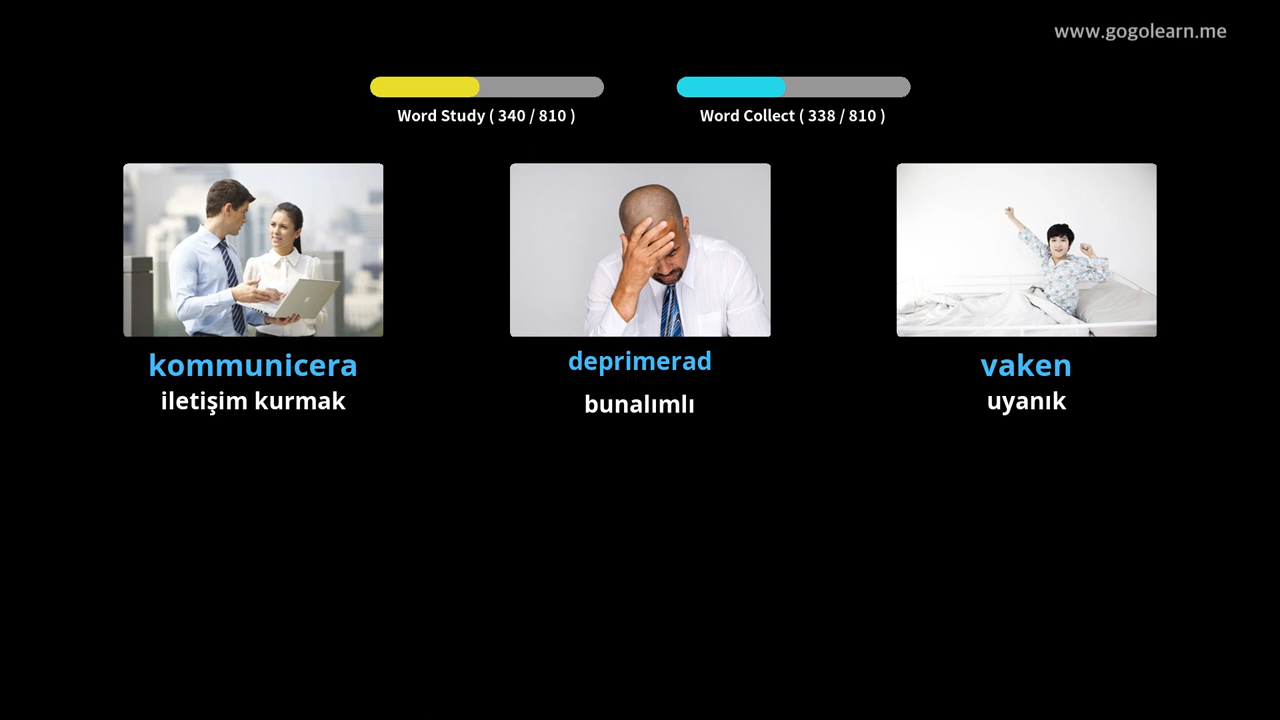 www.gogolearn.me
Word Study ( 340 / 810 )
Word Collect ( 338 / 810 )
kommunicera
iletişim kurmak
deprimerad
bunalımlı
vaken
uyanık